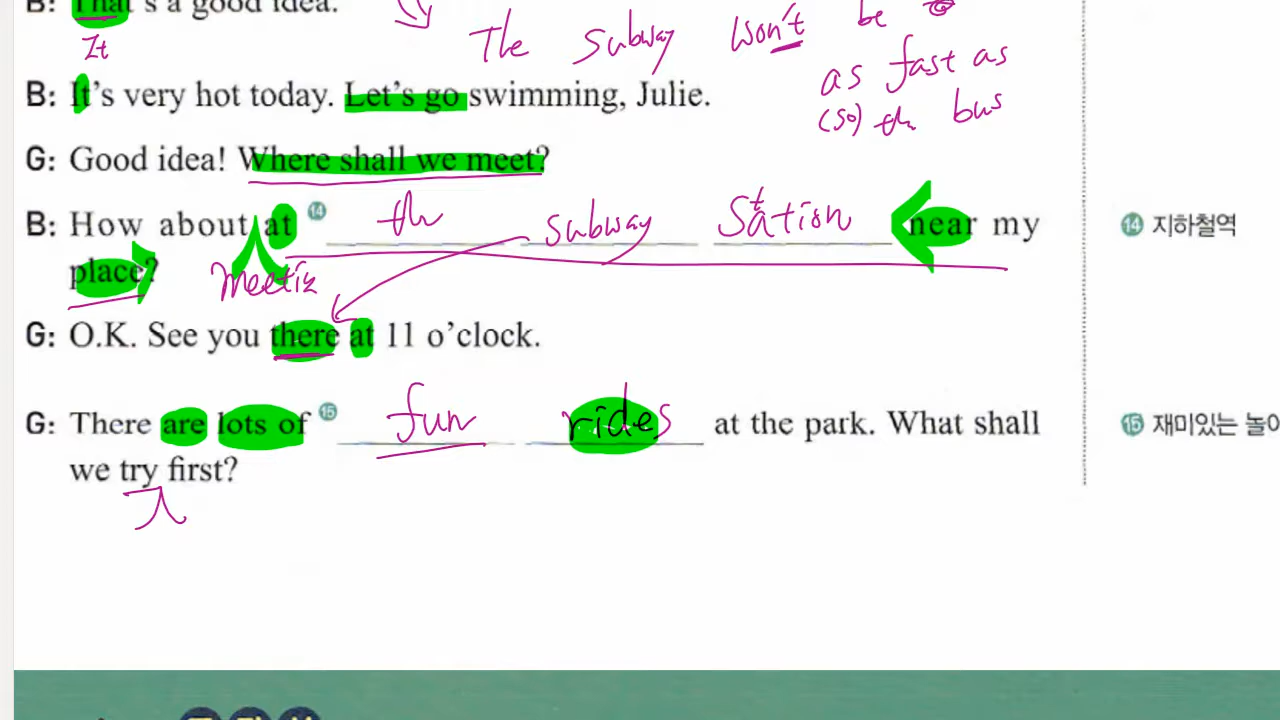 B: That's a good idea.
It
The subway won't be
as fast as
(so) the bus
B: It's very hot today. Let's go swimming, Julie.
G: Good idea! Where shall we meet?
B: How about at ⑭ the subway station near my
⑭ 지하철역
place?
G: O.K. See you there at 11 o'clock.
G: There are lots of ⑮ fun rides at the park. What shall
⑮ 재미있는 놀이
we try first?